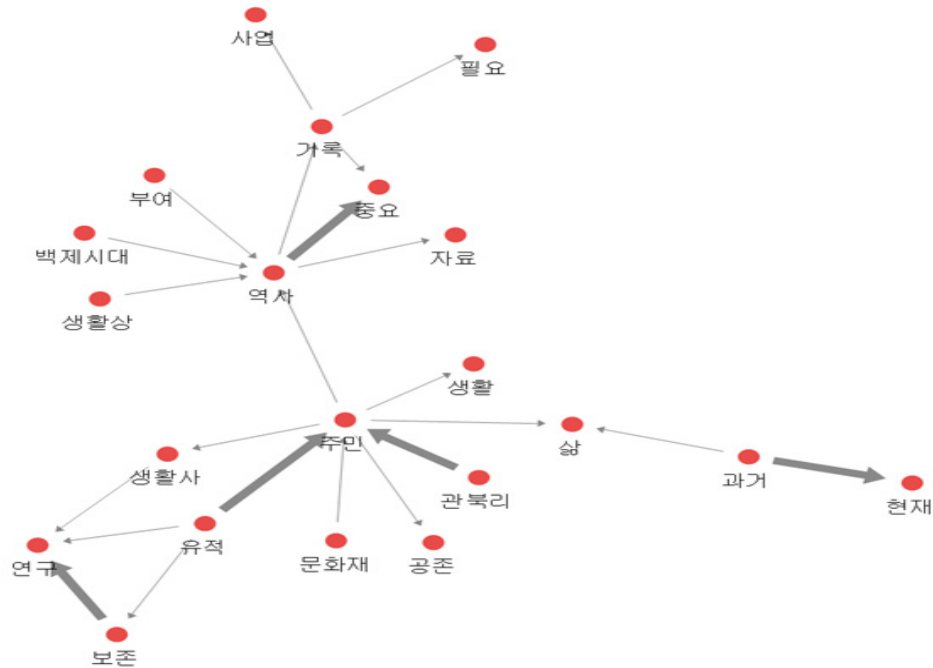 사업
필요
기록
부여
중요
백제시대
자료
역사
생활상
생활
주민
삶
생활사
관북리
과거
현재
유적
연구
문화재
공존
보존